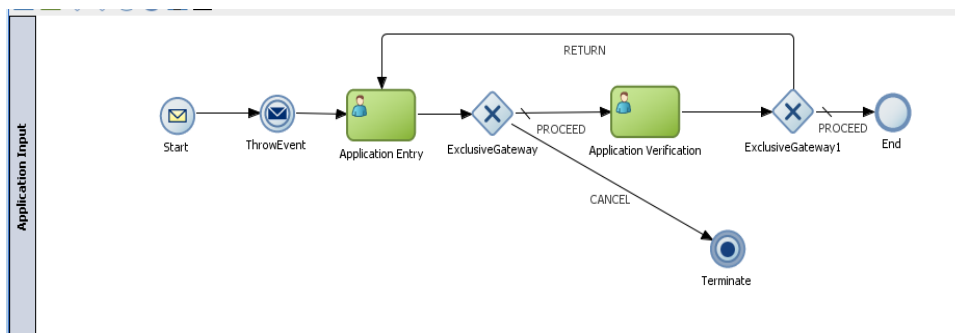 RETURN
PROCEED
PROCEED
Start
ThrowEvent
Application Entry
ExclusiveGateway
Application Verification
ExclusiveGateway1
End
CANCEL
Terminate
Application Input